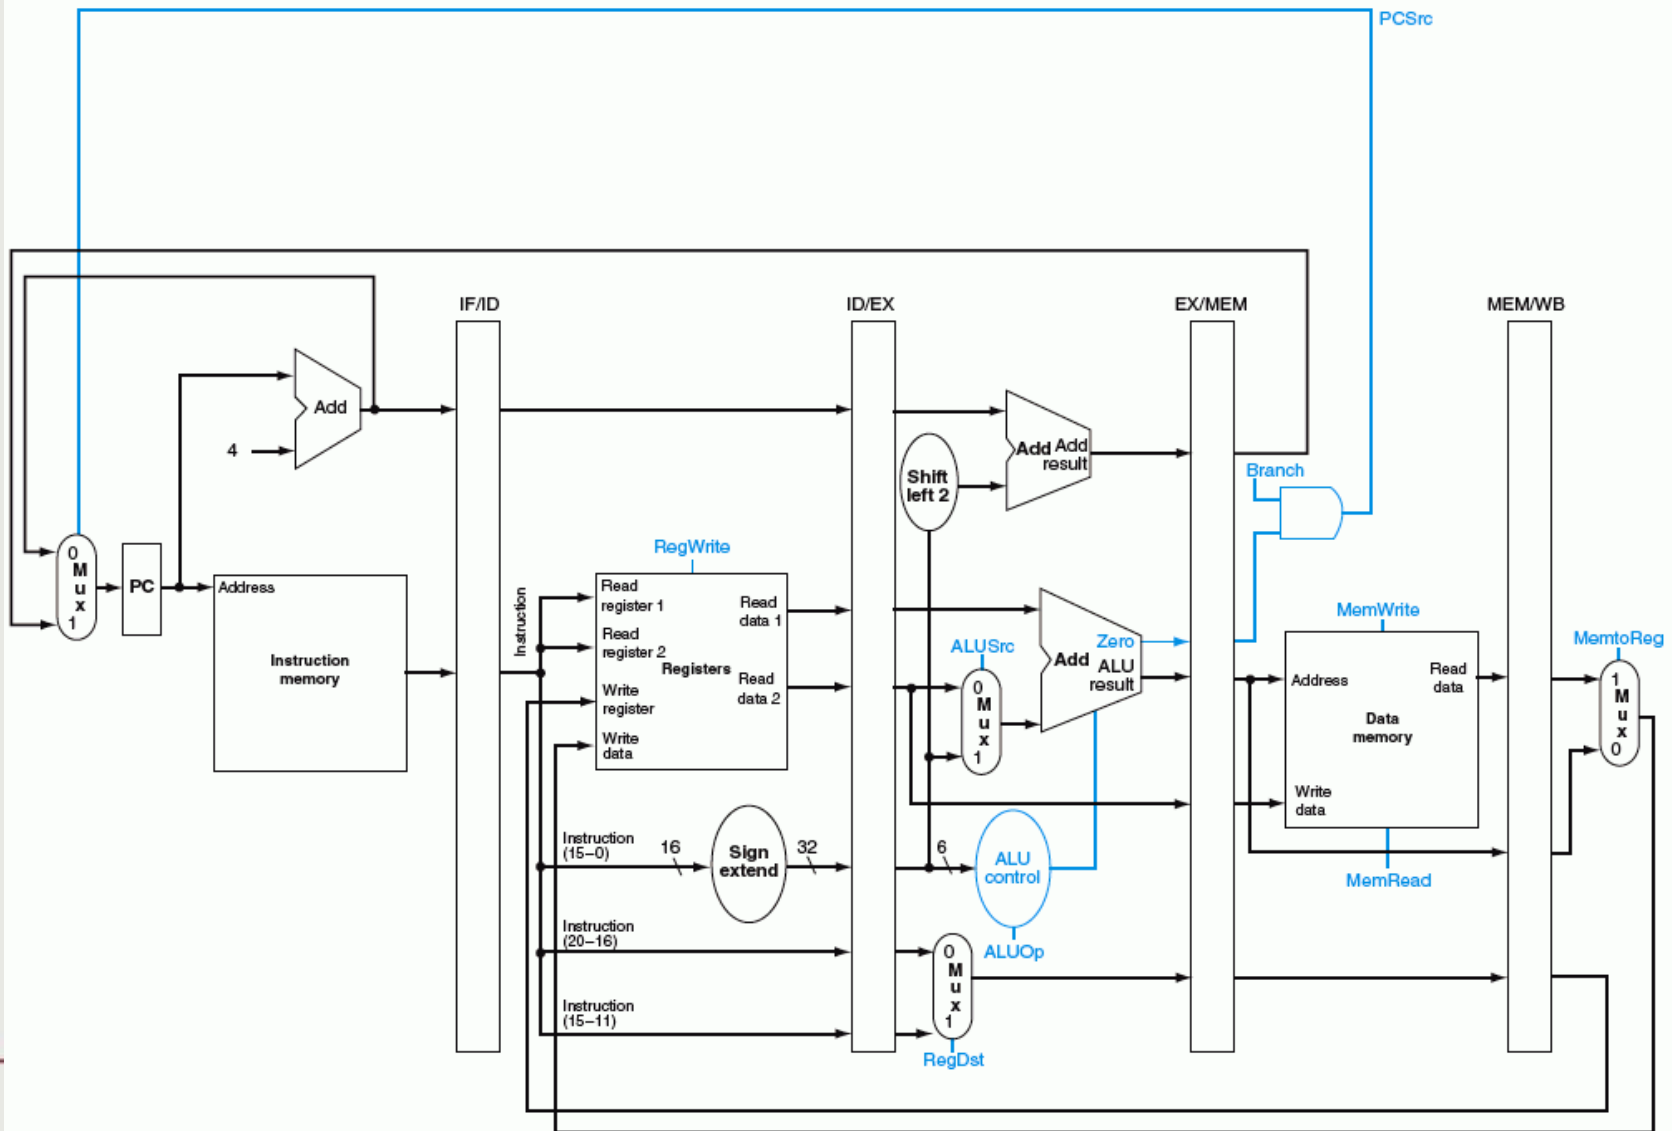 PCSrc
IF/ID
ID/EX
EX/MEM
MEM/WB
Add
4
Shift
left 2
Add Add
result
Branch
0
M
u
x
1
PC
Address
Instruction
memory
Instruction
RegWrite
Read
register 1
Read
register 2
Write
register
Write
data
Registers
Read
data 1
Read
data 2
ALUSrc
0
M
u
x
1
Zero
Add
ALU
result
MemWrite
Address
Read
data
Data
memory
Write
data
MemRead
MemtoReg
1
M
u
x
0
Instruction
(15–0)
16
Sign
extend
32
6
ALU
control
ALUOp
Instruction
(20–16)
Instruction
(15–11)
0
M
u
x
1
RegDst